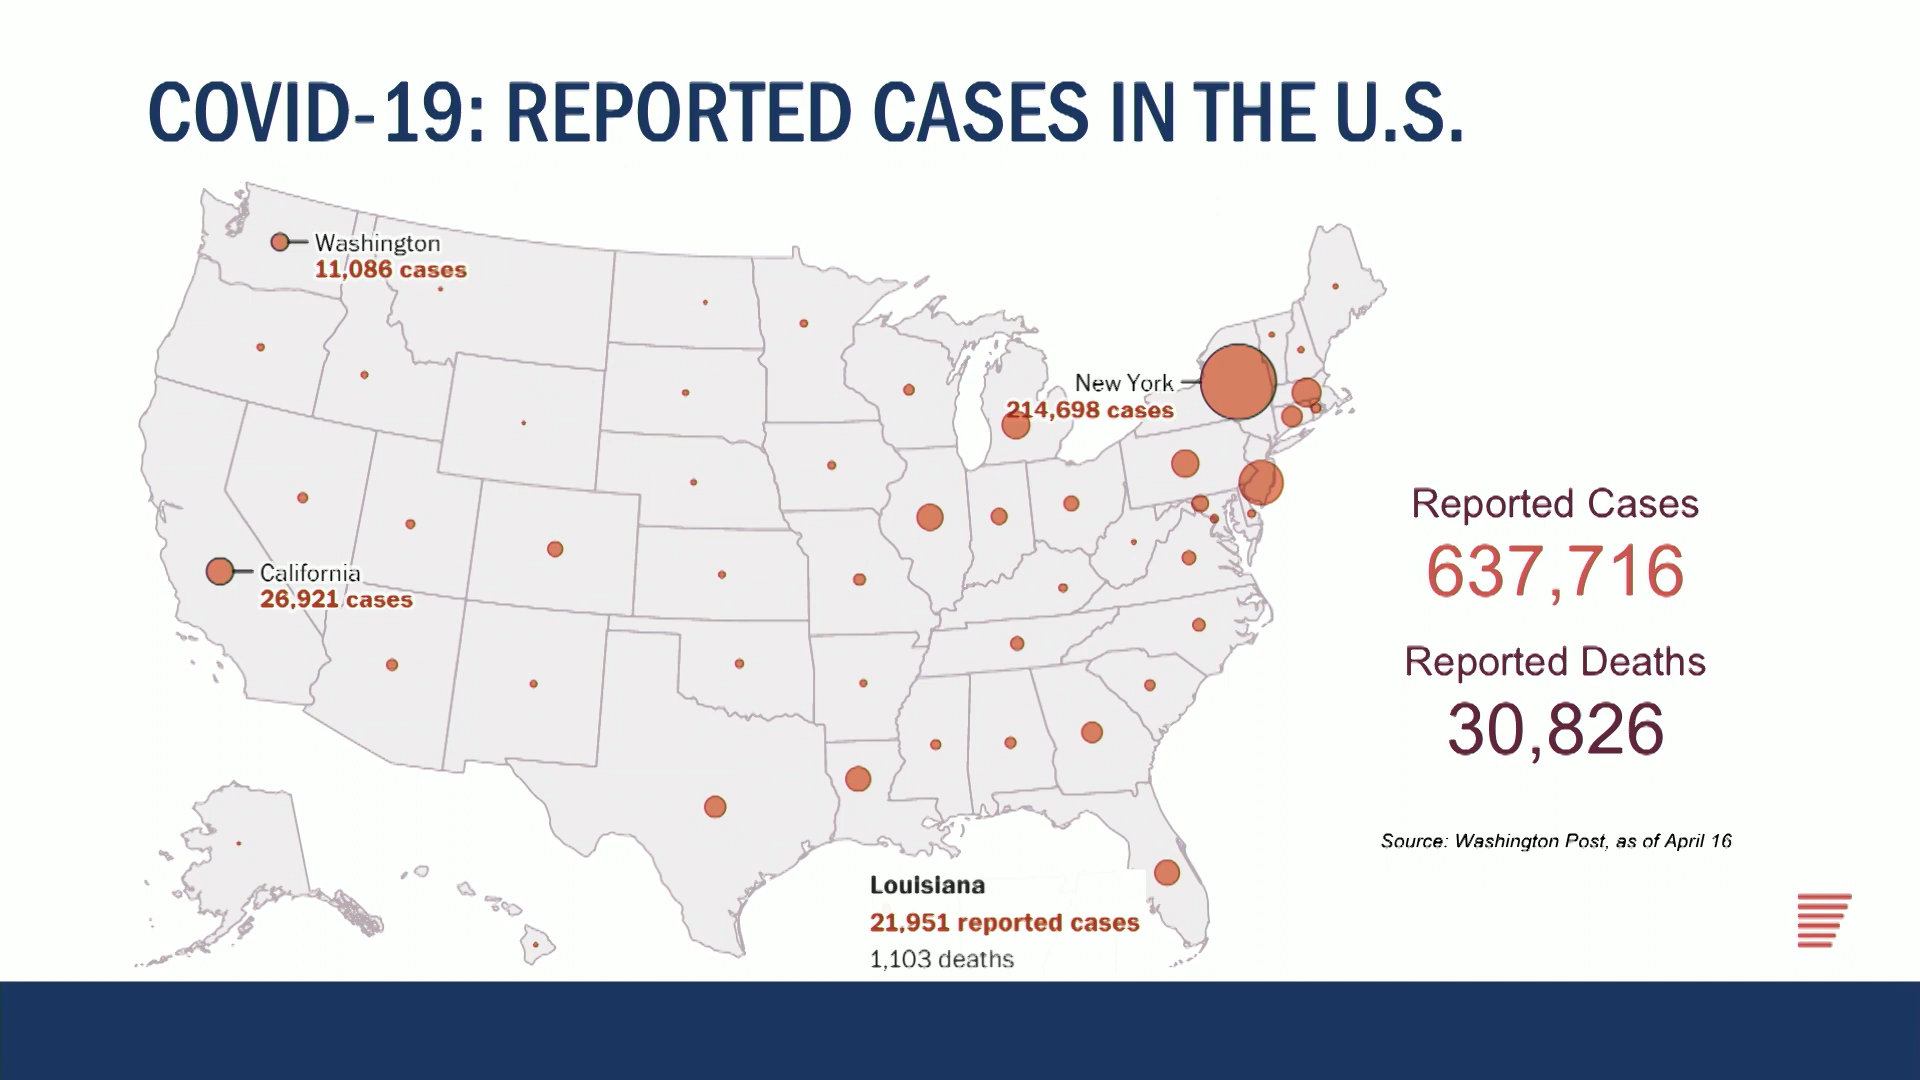 COVID-19: REPORTED CASES IN THE U.S.
Washington
11,086 cases
New York
214,698 cases
California
26,921 cases
Reported Cases
637,716
Reported Deaths
30,826
Source: Washington Post, as of April 16
Louisiana
21,951 reported cases
1,103 deaths